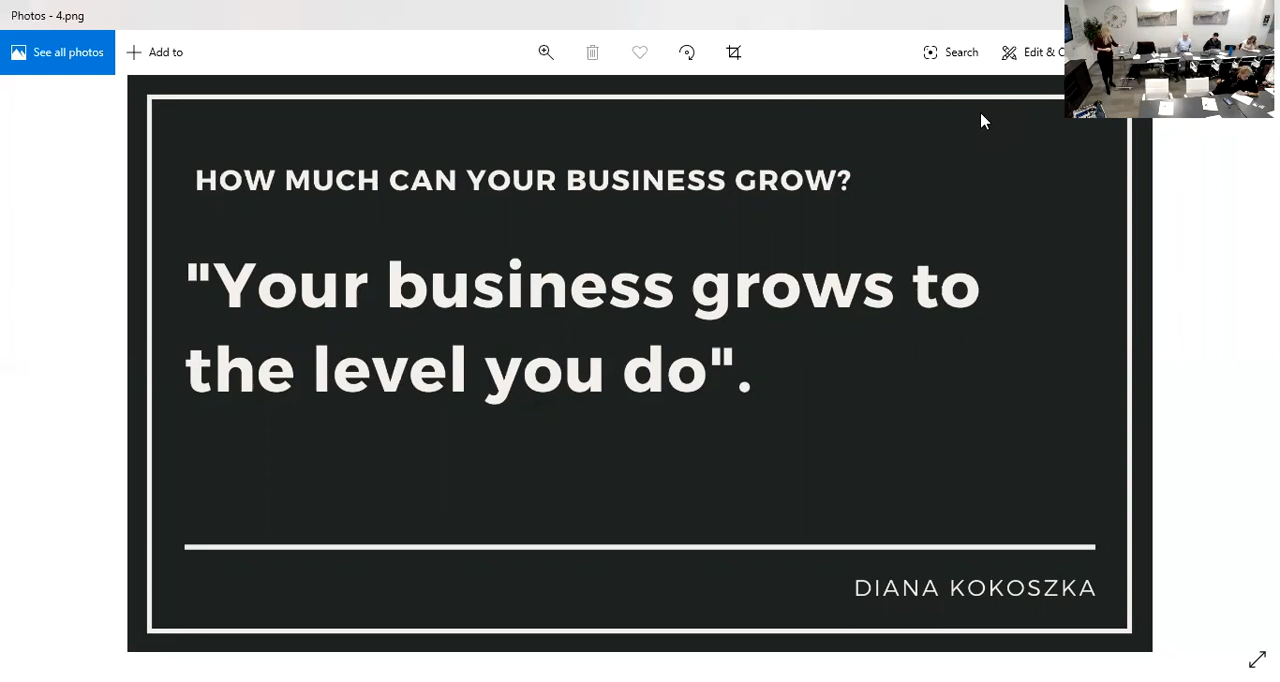 Photos - 4.png
See all photos
Add to
Search
Edit & C
HOW MUCH CAN YOUR BUSINESS GROW?
"Your business grows to
the level you do".
DIANA KOKOSZKA